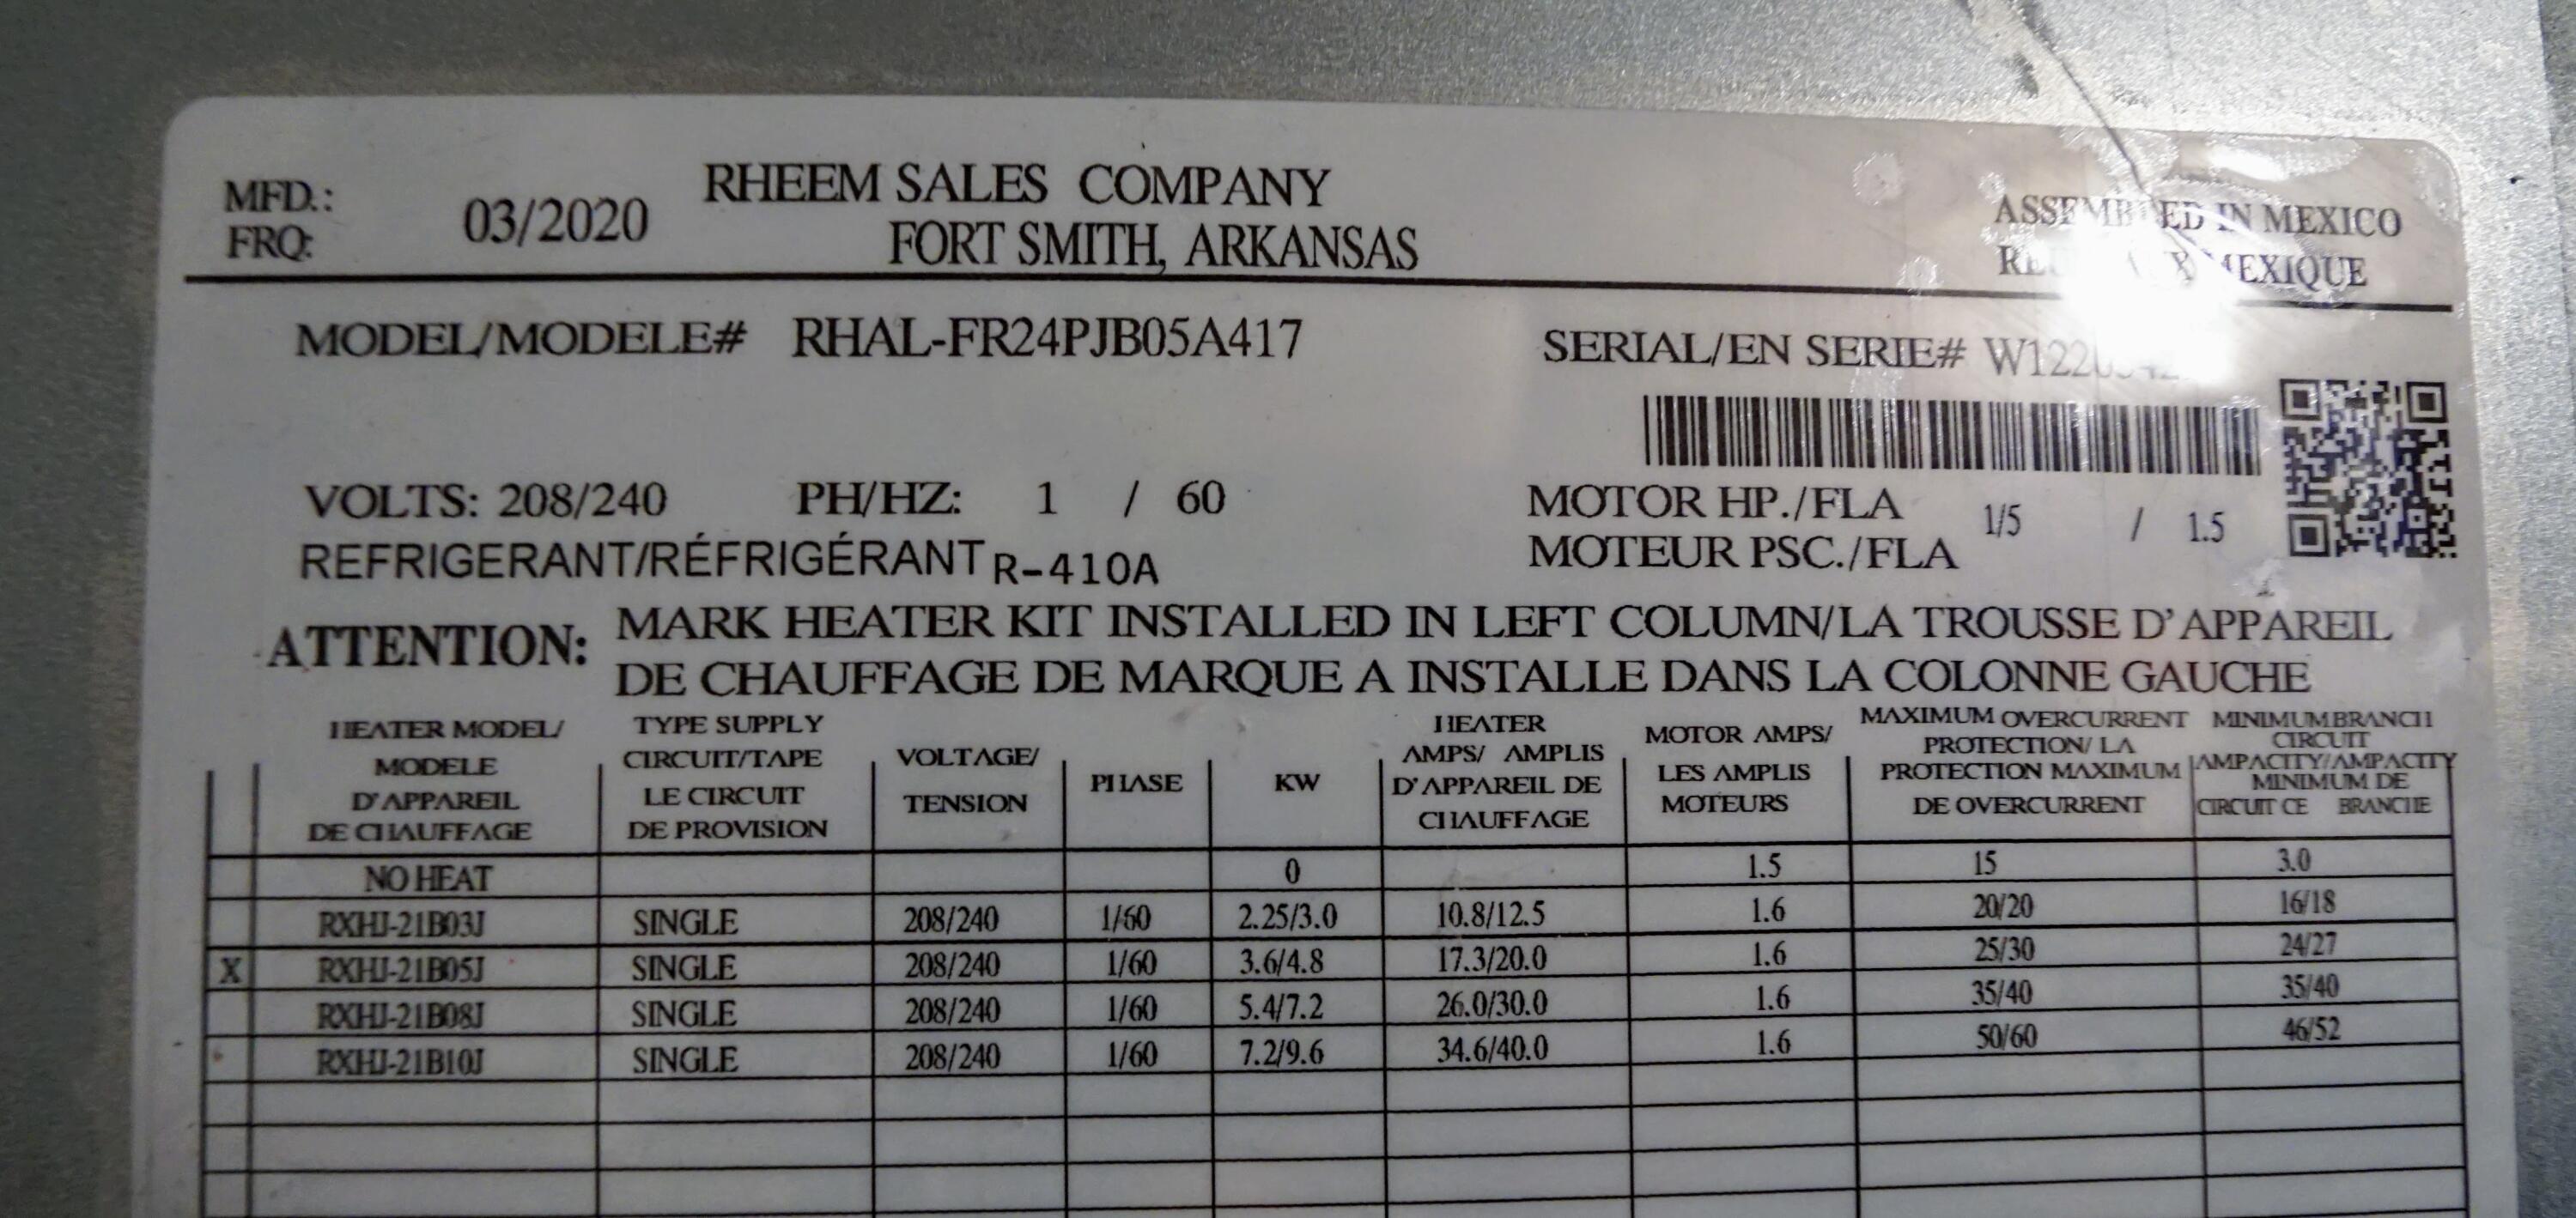 MFD.: 03/2020 RHEEM SALES COMPANY
FRQ: FORT SMITH, ARKANSAS
ASSEMBLED IN MEXICO
MEXIQUE
MODEL/MODELE# RHAL-FR24PJB05A417 SERIAL/EN SERIE#
VOLTS: 208/240 PH/HZ: 1 / 60 MOTOR HP./FLA 1/5 / 1.5
REFRIGERANT/RÉFRIGÉRANT R-410A MOTEUR PSC./FLA
ATTENTION: MARK HEATER KIT INSTALLED IN LEFT COLUMN/LA TROUSSE D'APPAREIL
DE CHAUFFAGE DE MARQUE A INSTALLE DANS LA COLONNE GAUCHE
HEATER MODEL/
MODELE
D'APPAREIL
DE CHAUFFAGE
TYPE SUPPLY
CIRCUIT/TAPE
LE CIRCUIT
DE PROVISION
VOLTAGE/
TENSION
PHASE
KW
HEATER
AMPS/ AMPLIS
D'APPAREIL DE
CHAUFFAGE
MOTOR AMPS/
LES AMPLIS
MOTEURS
MAXIMUM OVERCURRENT
PROTECTION/ LA
PROTECTION MAXIMUM
DE OVERCURRENT
MINIMUM BRANCH
CIRCUIT
AMPACITY/AMPACITY
MINIMUM DE
CIRCUIT CE BRANCHE
NO HEAT 0 1.5 15 3.0
RXHJ-21B03J SINGLE 208/240 1/60 2.25/3.0 10.8/12.5 1.6 20/20 16/18
X RXHJ-21B05J SINGLE 208/240 1/60 3.6/4.8 17.3/20.0 1.6 25/30 24/27
RXHJ-21B08J SINGLE 208/240 1/60 5.4/7.2 26.0/30.0 1.6 35/40 35/40
RXHJ-21B10J SINGLE 208/240 1/60 7.2/9.6 34.6/40.0 1.6 50/60 46/52